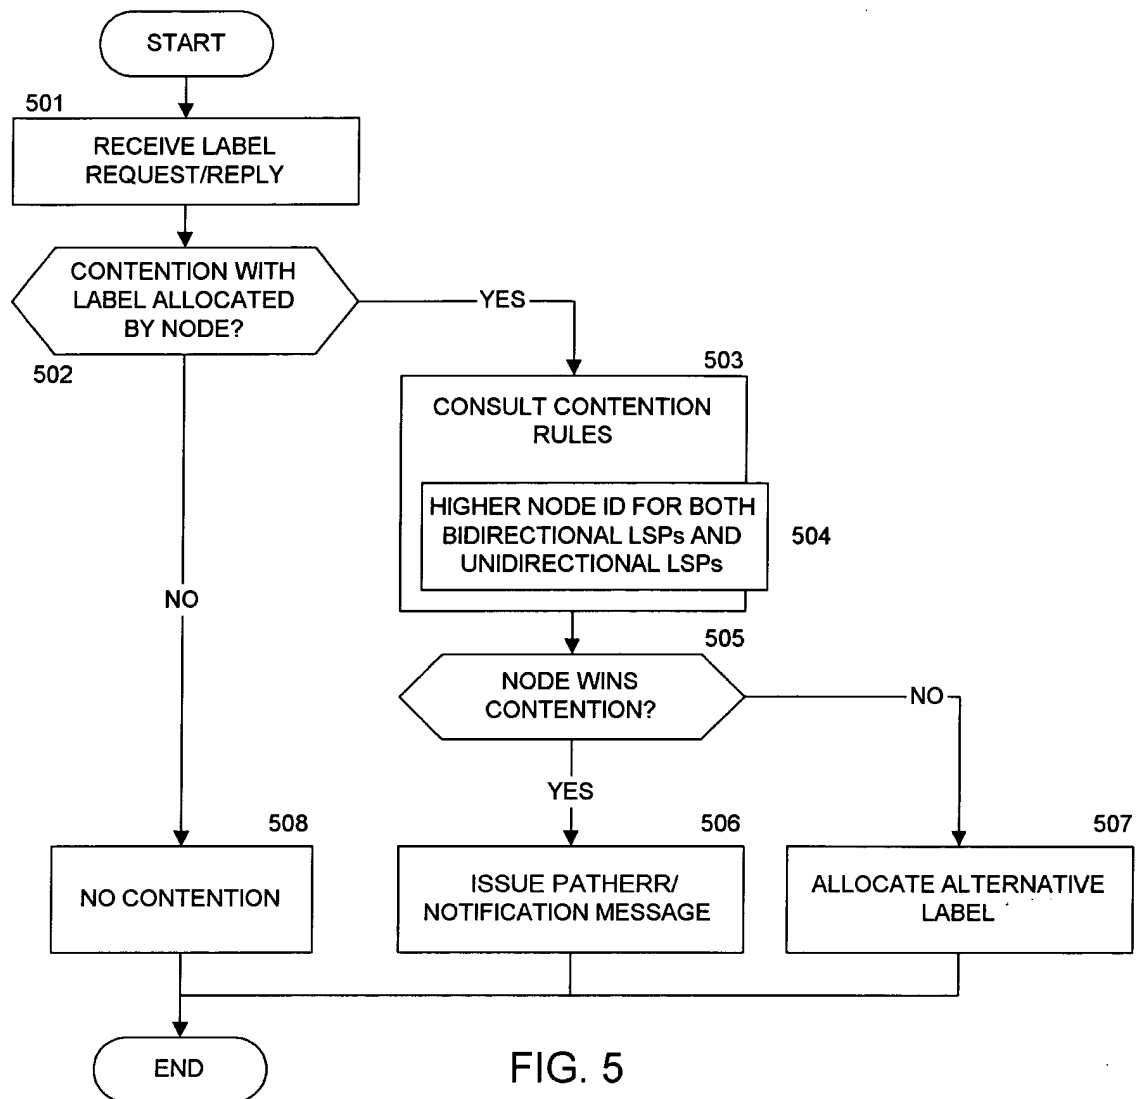 START
501
RECEIVE LABEL
REQUEST/REPLY
CONTENTION WITH
LABEL ALLOCATED
BY NODE?
502
YES
503
CONSULT CONTENTION
RULES
HIGHER NODE ID FOR BOTH
BIDIRECTIONAL LSPs AND
UNIDIRECTIONAL LSPs
504
NO
505
NODE WINS
CONTENTION?
NO
YES
508
NO CONTENTION
506
ISSUE PATHERR/
NOTIFICATION MESSAGE
507
ALLOCATE ALTERNATIVE
LABEL
END
FIG. 5